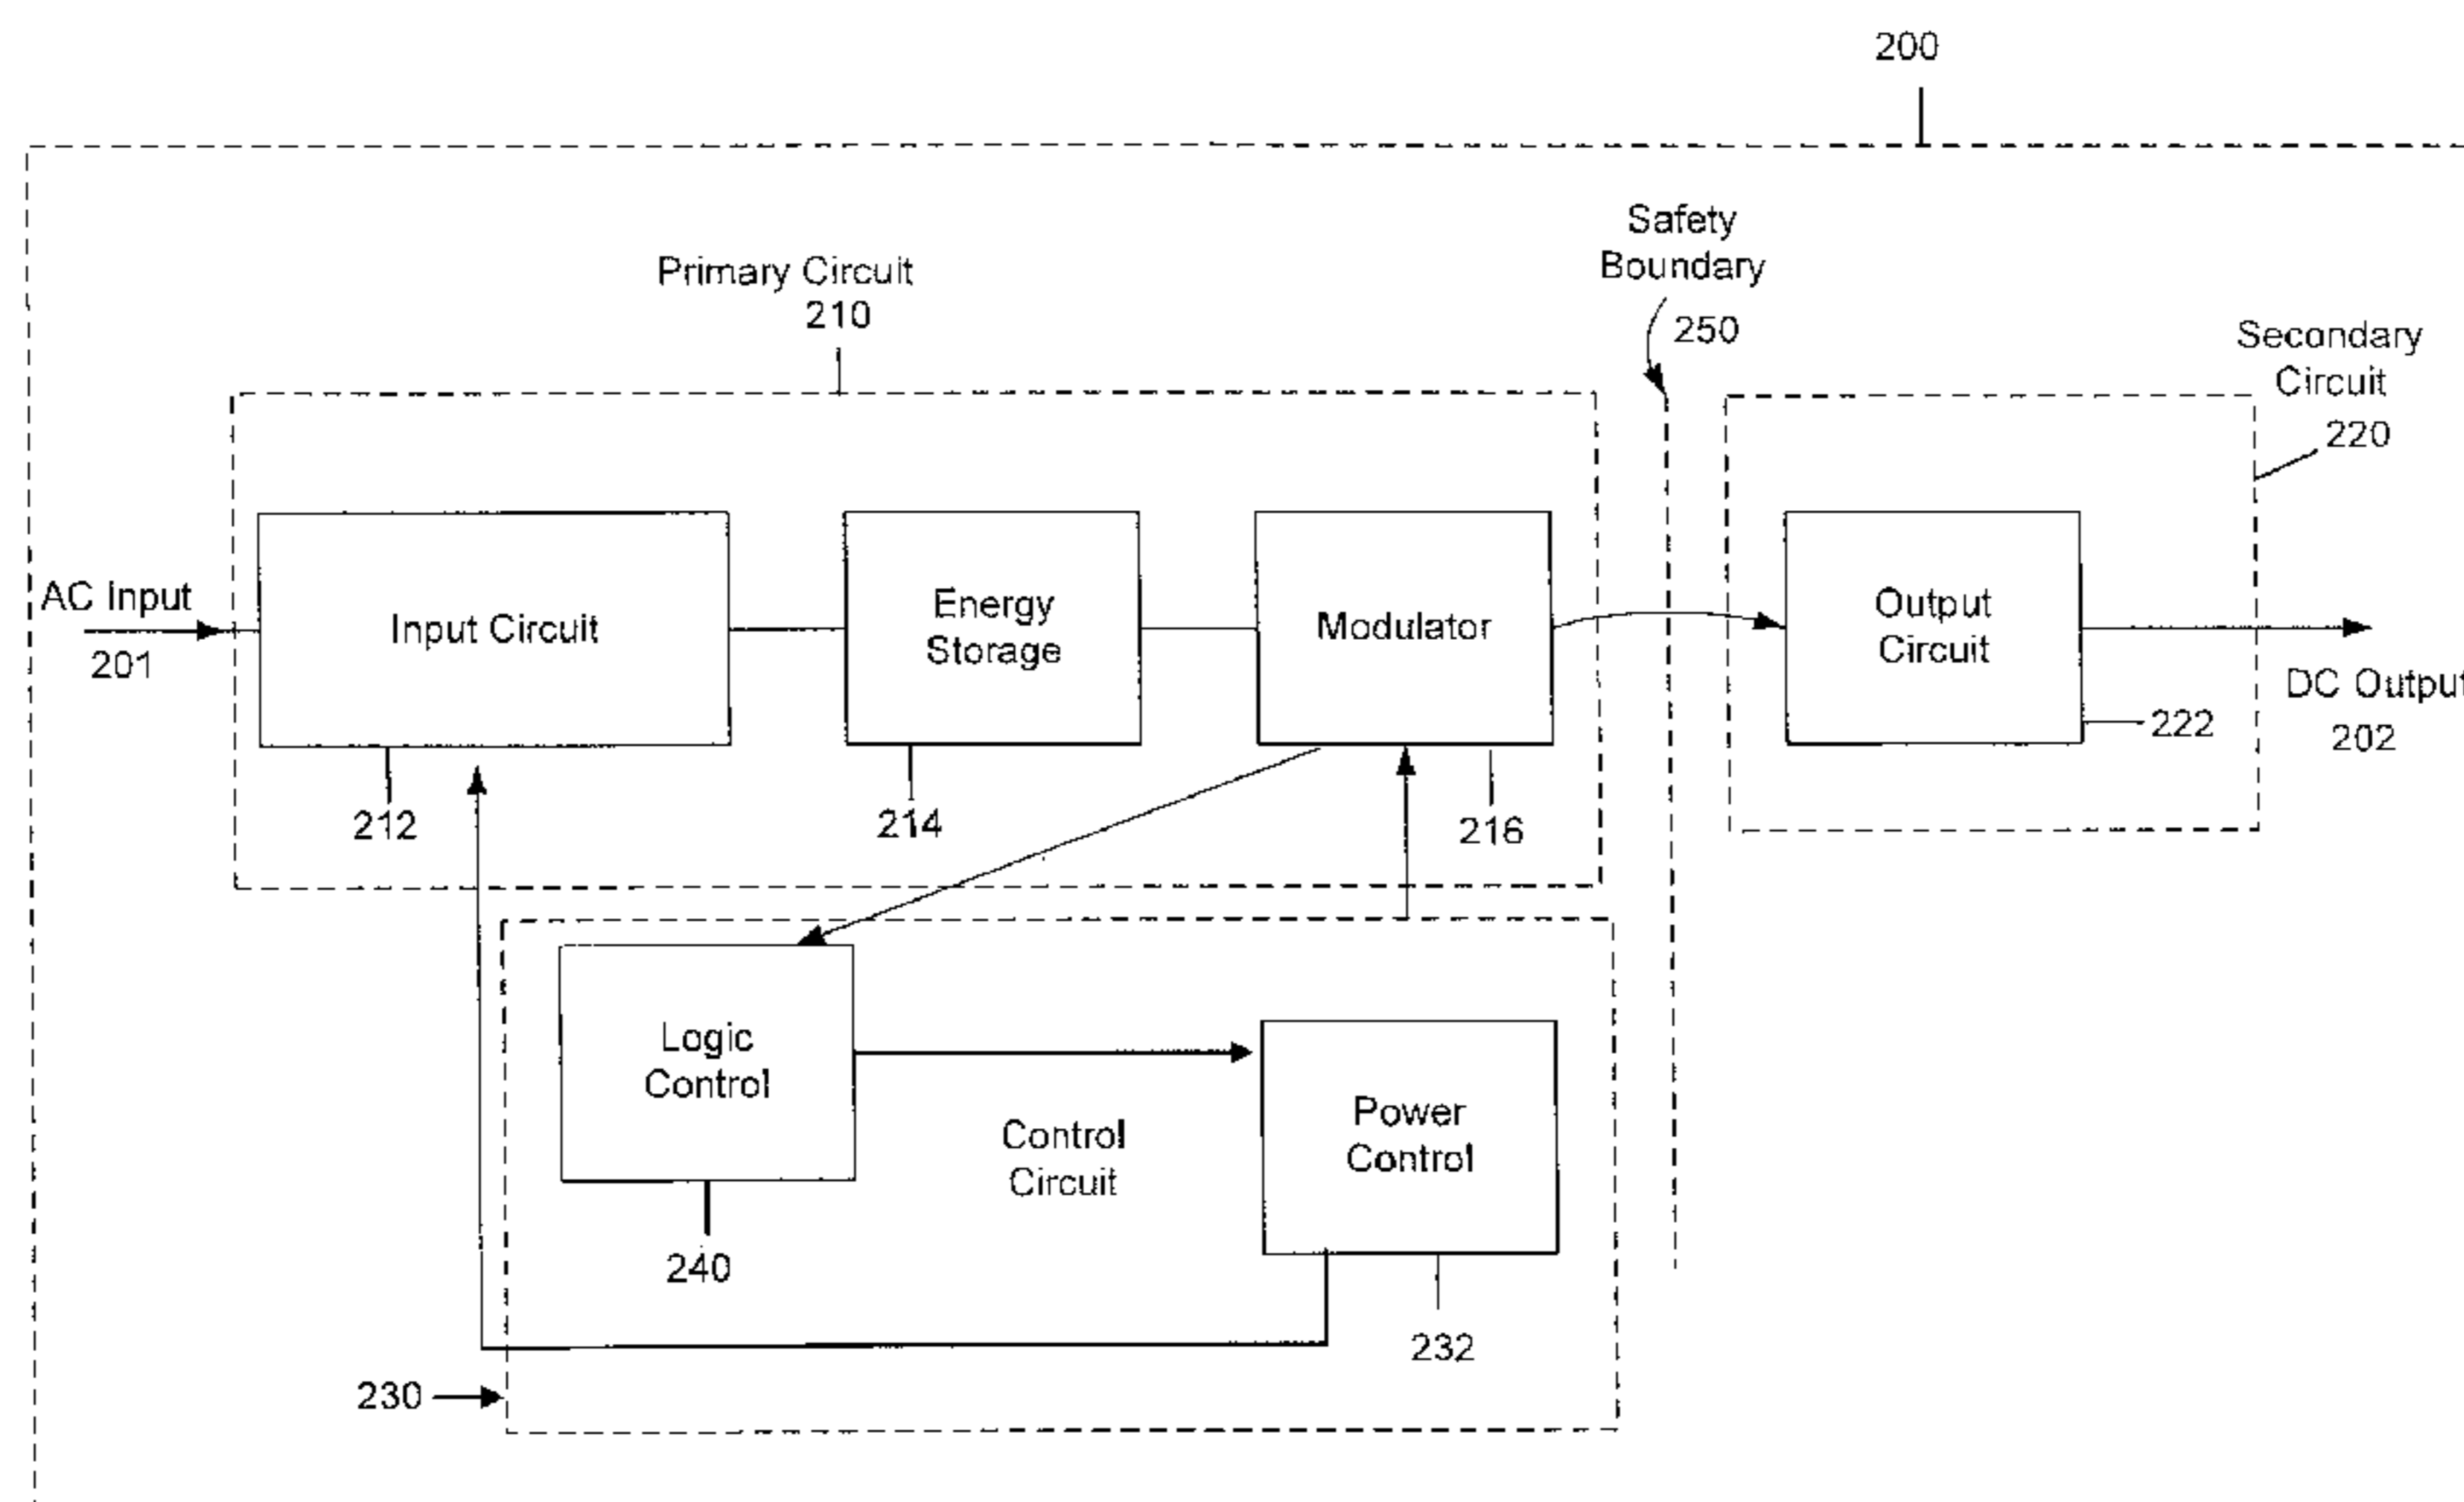 200
Safety
Boundary
250
Primary Circuit
210
Secondary
Circuit
220
AC Input
201
Input Circuit
Energy
Storage
Modulator
Output
Circuit
DC Output
202
222
212
214
216
Logic
Control
Control
Circuit
Power
Control
240
232
230